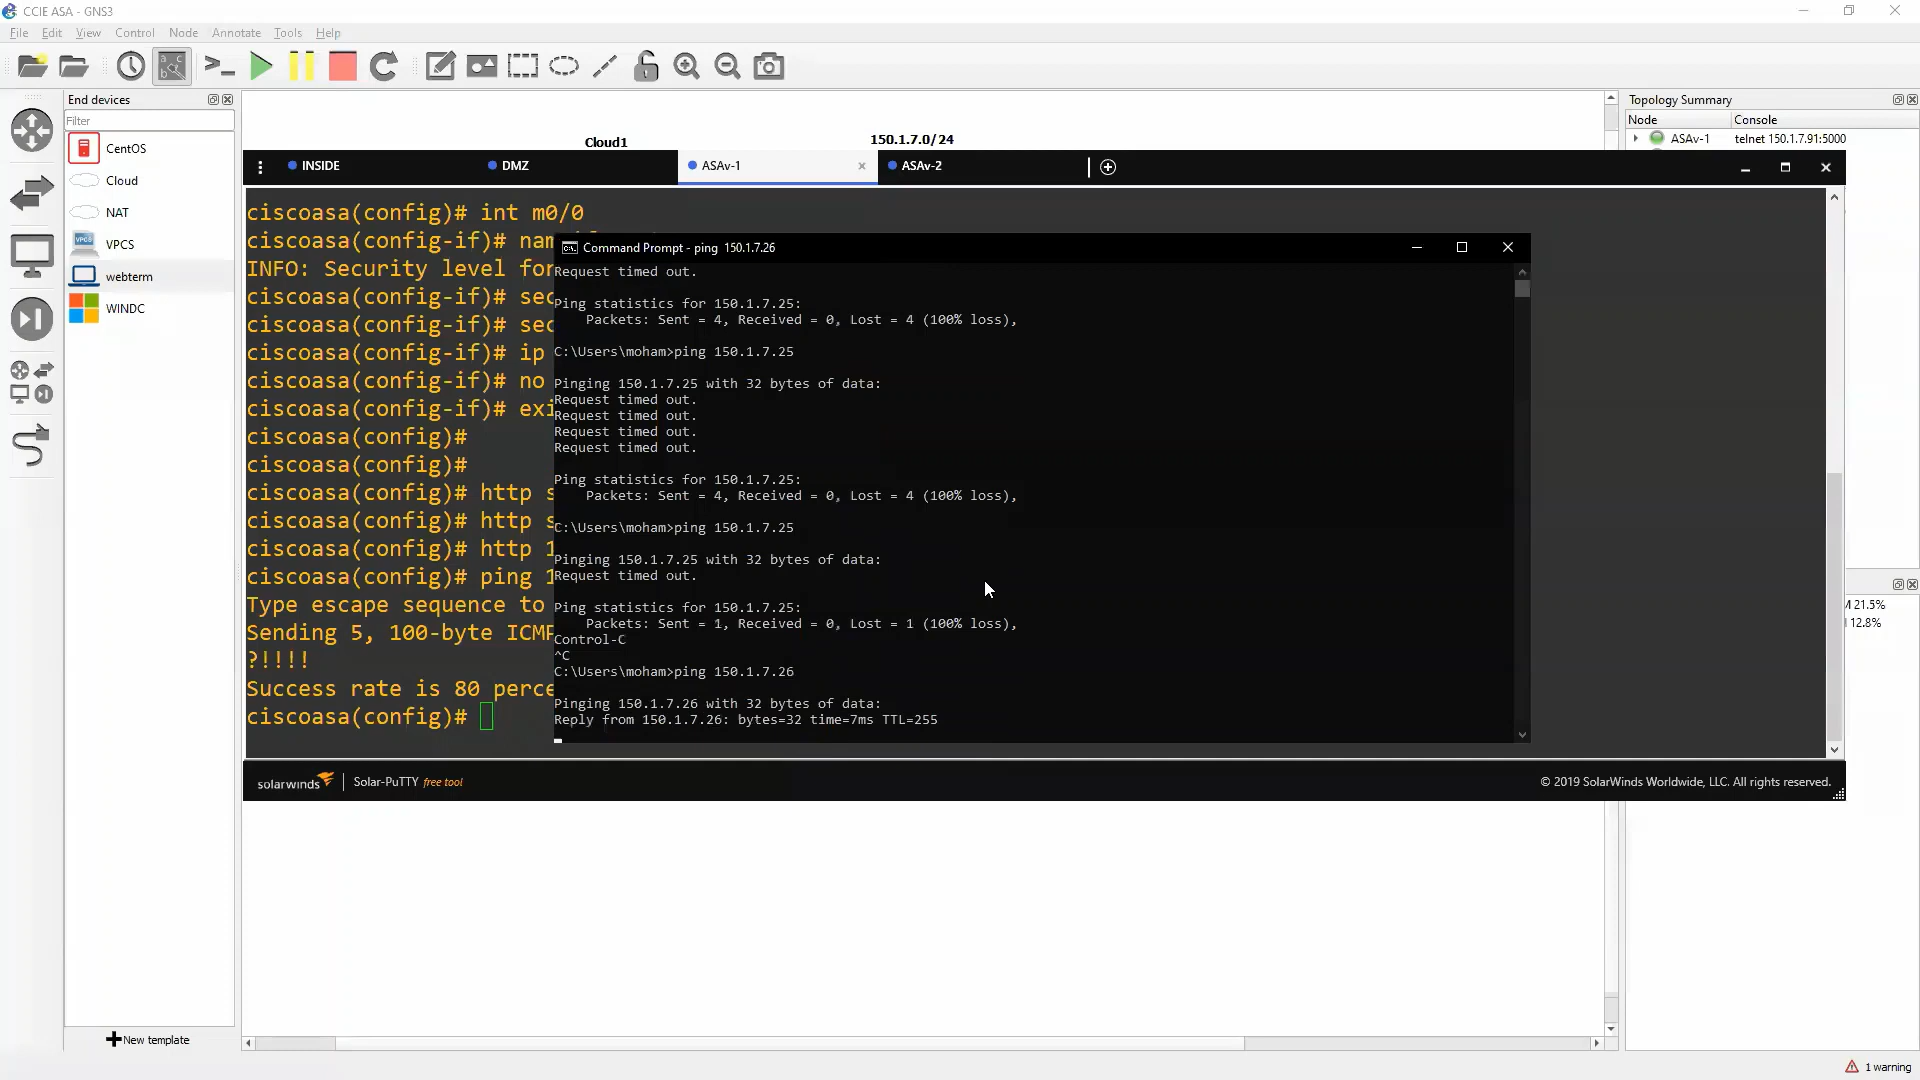 CCIE ASA - GNS3
File Edit View Control Node Annotate Tools Help
End devices
Filter
CentOS
Cloud
NAT
VPCS
webterm
WINDC
New template
Cloud1
150.1.7.0/24
Topology Summary
Node Console
ASAv-1 telnet 150.1.7.91:5000
INSIDE
DMZ
ASAv-1
ASAv-2
ciscoasa(config)# int m0/0
ciscoasa(config-if)# nam
INFO: Security level for
ciscoasa(config-if)# sec
ciscoasa(config-if)# sec
ciscoasa(config-if)# ip
ciscoasa(config-if)# no
ciscoasa(config-if)# exi
ciscoasa(config)#
ciscoasa(config)#
ciscoasa(config)# http s
ciscoasa(config)# http s
ciscoasa(config)# http 1
ciscoasa(config)# ping 1
Type escape sequence to
Sending 5, 100-byte ICMP
?!!!!
Success rate is 80 perce
ciscoasa(config)#
Command Prompt - ping 150.1.7.26
Request timed out.
Ping statistics for 150.1.7.25:
Packets: Sent = 4, Received = 0, Lost = 4 (100% loss),
C:\Users\moham>ping 150.1.7.25
Pinging 150.1.7.25 with 32 bytes of data:
Request timed out.
Request timed out.
Request timed out.
Request timed out.
Ping statistics for 150.1.7.25:
Packets: Sent = 4, Received = 0, Lost = 4 (100% loss),
C:\Users\moham>ping 150.1.7.25
Pinging 150.1.7.25 with 32 bytes of data:
Request timed out.
Ping statistics for 150.1.7.25:
Packets: Sent = 1, Received = 0, Lost = 1 (100% loss),
Control-C
^C
C:\Users\moham>ping 150.1.7.26
Pinging 150.1.7.26 with 32 bytes of data:
Reply from 150.1.7.26: bytes=32 time=7ms TTL=255
solarwinds Solar-PuTTY free tool
© 2019 SolarWinds Worldwide, LLC. All rights reserved.
21.5%
12.8%
1 warning